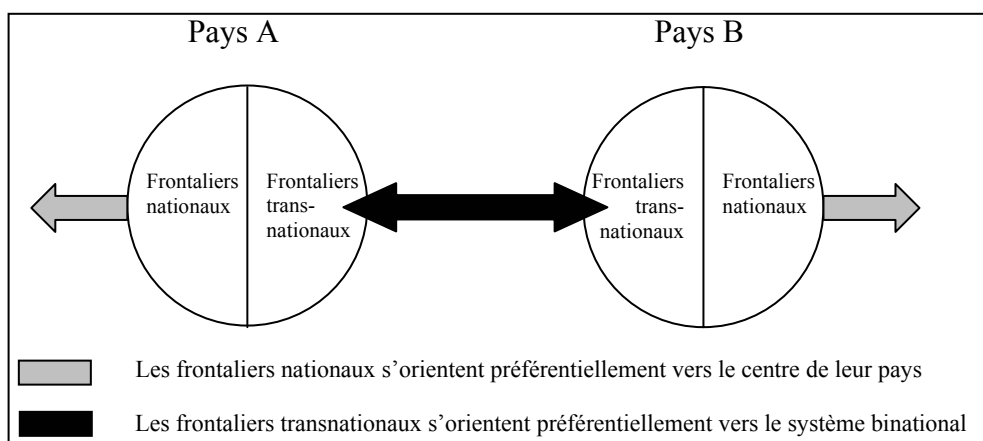 Pays A
Pays B
Frontaliers
nationaux
Frontaliers
trans-
nationaux
Frontaliers
trans-
nationaux
Frontaliers
nationaux
Les frontaliers nationaux s’orientent préférentiellement vers le centre de leur pays
Les frontaliers transnationaux s’orientent préférentiellement vers le système binational